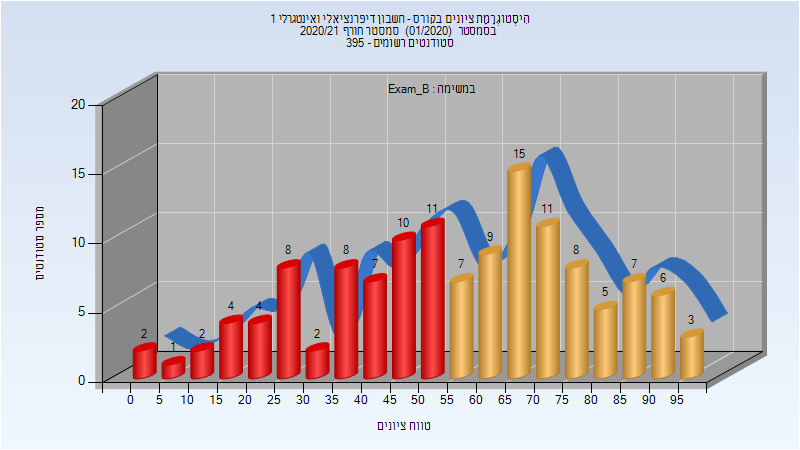 היסטוגרמת ציונים בקורס - חשבון דיפרנציאלי ואינטגרלי 1
בסמסטר (01/2020) סמסטר חורף 2020/21
סטודנטים רשומים - 395
במשימה : Exam_B
מספר סטודנטים
20
15
10
5
0
2 1 2 4 4 8 2 8 7 10 11 7 9 15 11 8 5 7 6 3
0 5 10 15 20 25 30 35 40 45 50 55 60 65 70 75 80 85 90 95
טווח ציונים